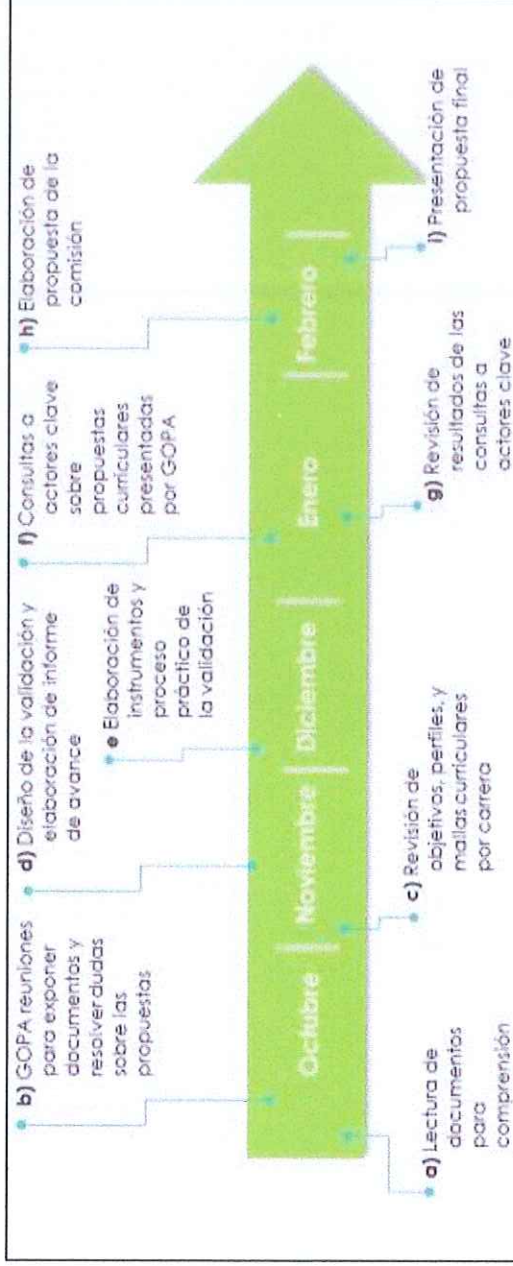 b) GOPA reuniones
para exponer
documentos y
resolver dudas
sobre las
propuestas
d) Diseño de la validación y
elaboración de informe
de avance
e Elaboración de
instrumentos y
proceso
práctico de
la validación
f) Consultas a
actores clave
sobre
propuestas
curriculares
presentadas
por GOPA
h) Elaboración de
propuesta de la
comisión
Octubre
Noviembre
Diciembre
Enero
Febrero
a) Lectura de
documentos
para
comprensión
c) Revisión de
objetivos, perfiles, y
mallas curriculares
por carrera
g) Revisión de
resultados de las
consultas a
actores clave
i) Presentación de
propuesta final